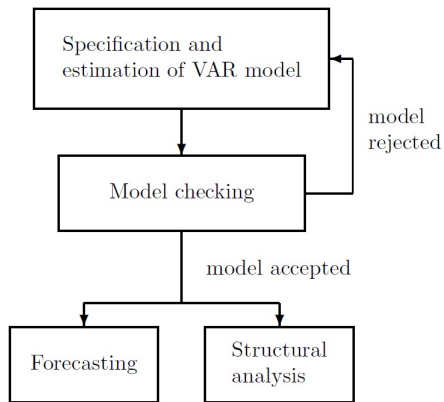 Specification and
estimation of VAR model
model
rejected
Model checking
model accepted
Forecasting
Structural
analysis